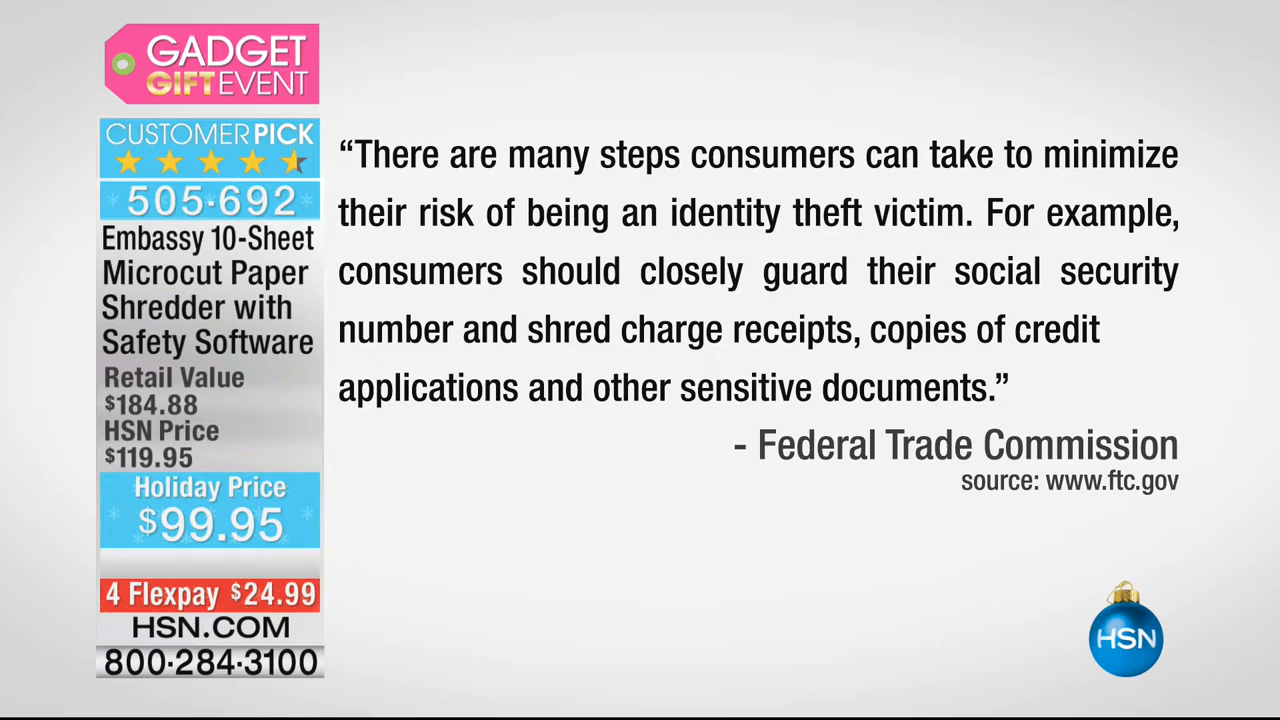 GADGET
GIFT EVENT
CUSTOMER PICK
505·692
Embassy 10-Sheet
Microcut Paper
Shredder with
Safety Software
Retail Value
$184.88
HSN Price
$119.95
Holiday Price
$99.95
4 Flexpay $24.99
HSN.COM
800·284·3100
“There are many steps consumers can take to minimize
their risk of being an identity theft victim. For example,
consumers should closely guard their social security
number and shred charge receipts, copies of credit
applications and other sensitive documents.”
- Federal Trade Commission
source: www.ftc.gov
HSN